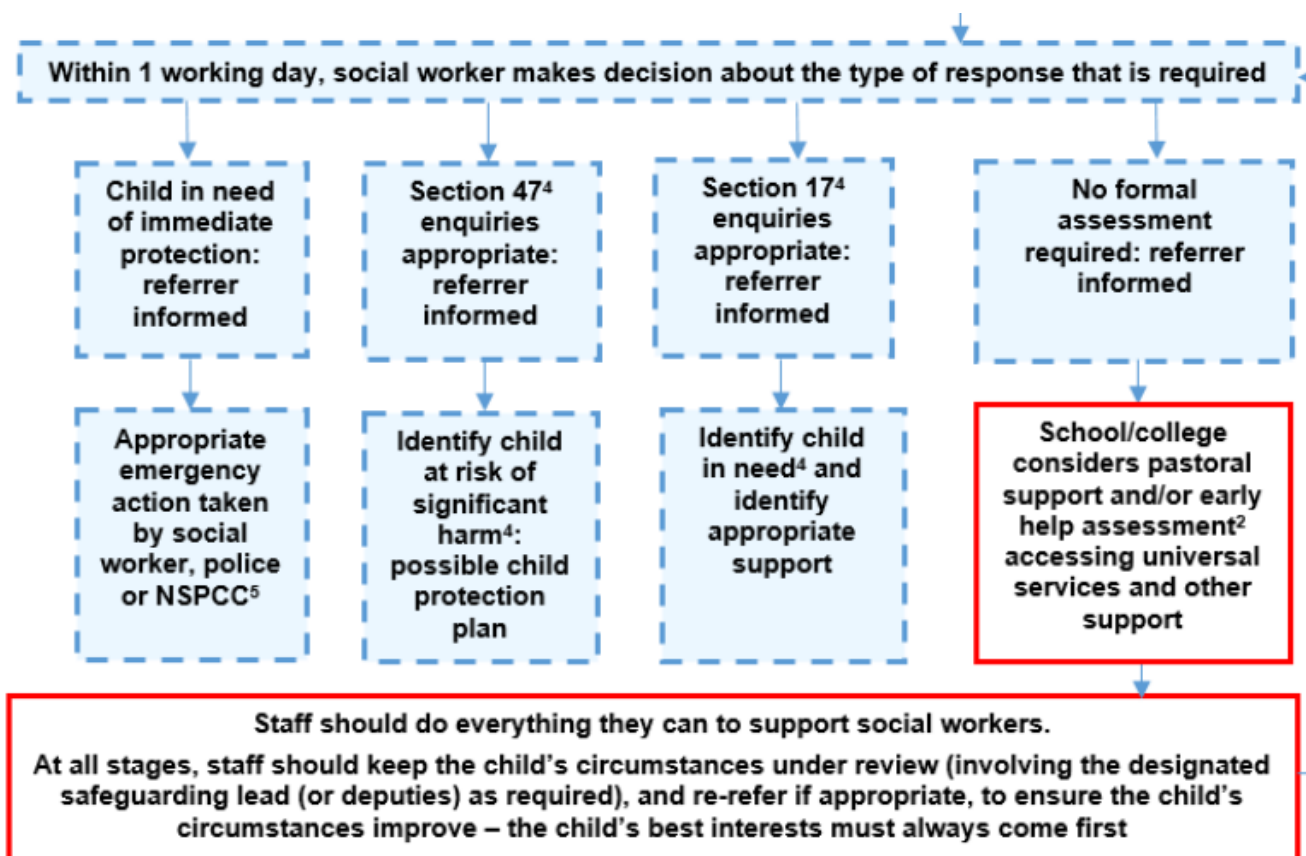 Within 1 working day, social worker makes decision about the type of response that is required
Child in need
of immediate
protection:
referrer
informed
Section 47⁴
enquiries
appropriate:
referrer
informed
Section 17⁴
enquiries
appropriate:
referrer
informed
No formal
assessment
required: referrer
informed
Appropriate
emergency
action taken
by social
worker, police
or NSPCC⁵
Identify child
at risk of
significant
harm⁴:
possible child
protection
plan
Identify child
in need⁴ and
identify
appropriate
support
School/college
considers pastoral
support and/or early
help assessment²
accessing universal
services and other
support
Staff should do everything they can to support social workers.
At all stages, staff should keep the child’s circumstances under review (involving the designated
safeguarding lead (or deputies) as required), and re-refer if appropriate, to ensure the child’s
circumstances improve – the child’s best interests must always come first